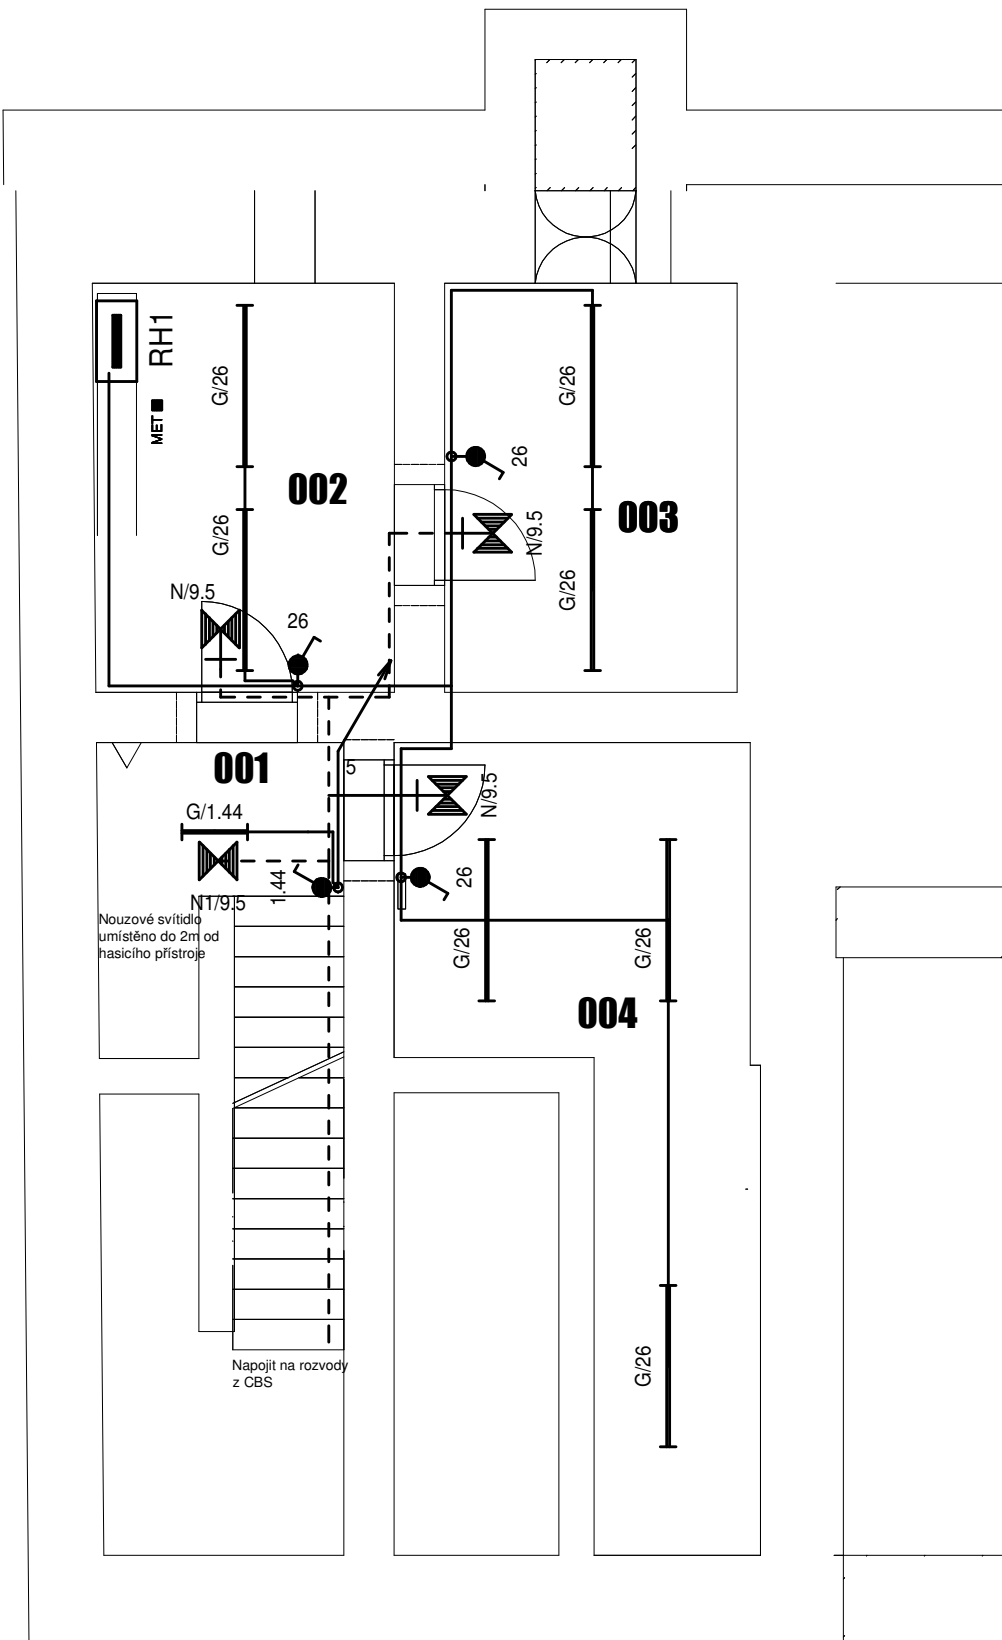 RH1
MET
G/26
002
G/26
N/9.5
26
G/26
26
003
N/9.5
G/26
001
5
N/9.5
G/1.44
1.44
N1/9.5
26
Nouzové svítidlo
umístěno do 2m od
hasicího přístroje
G/26
G/26
004
Napojit na rozvody
z CBS
G/26